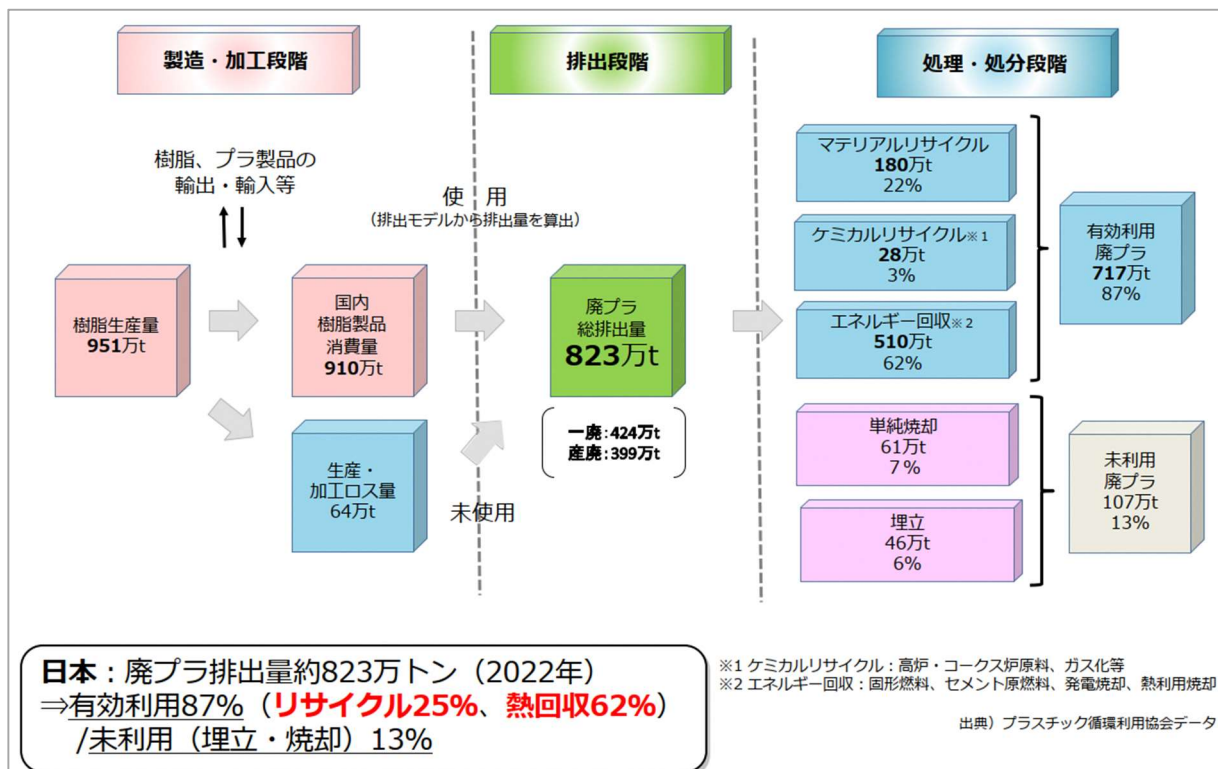 製造・加工段階
排出段階
処理・処分段階
樹脂、プラ製品の
輸出・輸入等
使 用
（排出モデルから排出量を算出）
樹脂生産量
951万t
国内
樹脂製品
消費量
910万t
生産・
加工ロス量
64万t
未使用
廃プラ
総排出量
823万t
一廃：424万t
産廃：399万t
マテリアルリサイクル
180万t
22%
ケミカルリサイクル※1
28万t
3%
エネルギー回収※2
510万t
62%
単純焼却
61万t
7%
埋立
46万t
6%
有効利用
廃プラ
717万t
87%
未利用
廃プラ
107万t
13%
日本：廃プラ排出量約823万トン（2022年）
⇒有効利用87%（リサイクル25%、熱回収62%）
/未利用（埋立・焼却）13%
※1 ケミカルリサイクル：高炉・コークス炉原料、ガス化等
※2 エネルギー回収：固形燃料、セメント原燃料、発電焼却、熱利用焼却
出典）プラスチック循環利用協会データ